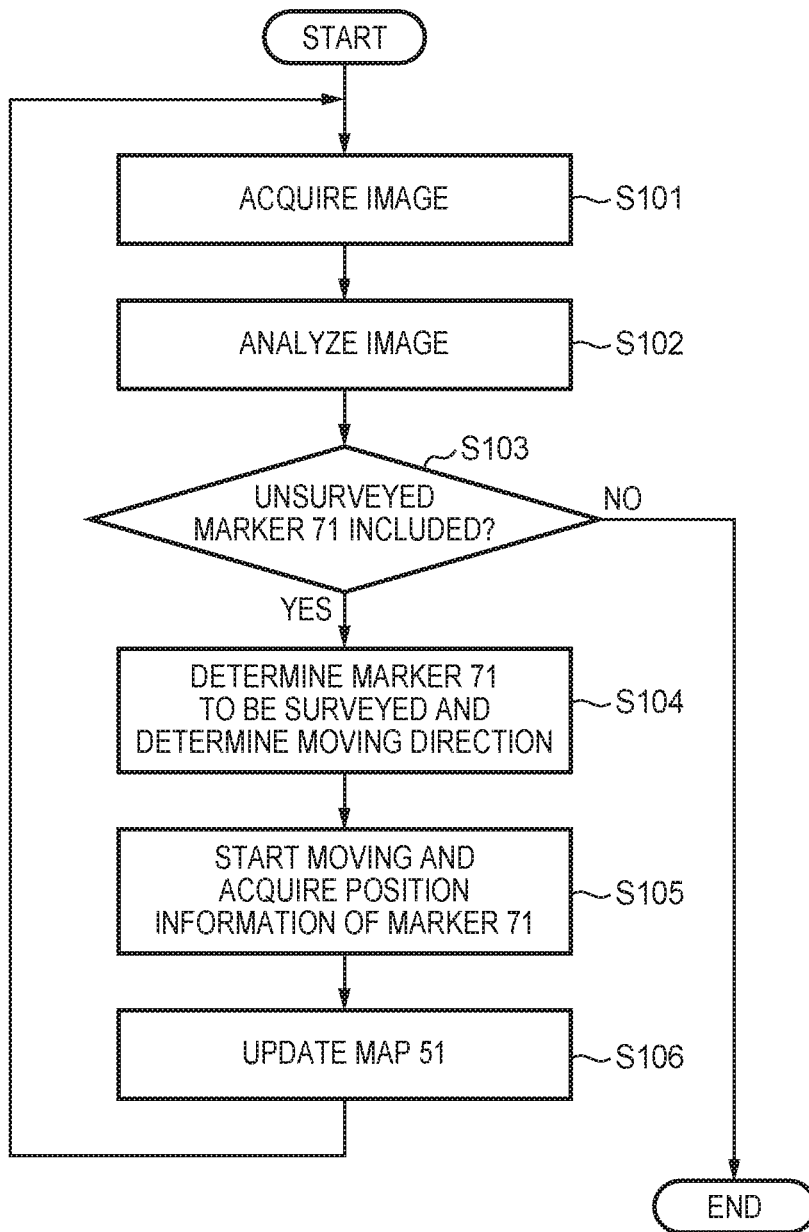 START
ACQUIRE IMAGE
S101
ANALYZE IMAGE
S102
S103
UNSURVEYED
MARKER 71 INCLUDED?
NO
YES
DETERMINE MARKER 71
TO BE SURVEYED AND
DETERMINE MOVING DIRECTION
S104
START MOVING AND
ACQUIRE POSITION
INFORMATION OF MARKER 71
S105
UPDATE MAP 51
S106
END